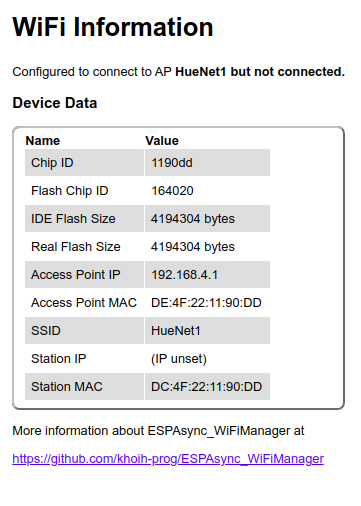 WiFi Information
Configured to connect to AP HueNet1 but not connected.
Device Data
Name Value
Chip ID 1190dd
Flash Chip ID 164020
IDE Flash Size 4194304 bytes
Real Flash Size 4194304 bytes
Access Point IP 192.168.4.1
Access Point MAC DE:4F:22:11:90:DD
SSID HueNet1
Station IP (IP unset)
Station MAC DC:4F:22:11:90:DD
More information about ESPAsync_WiFiManager at
https://github.com/khoih-prog/ESPAsync_WiFiManager